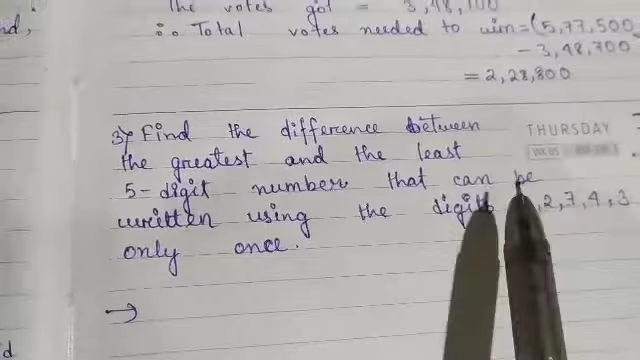 The votes got = 3,48,700
∴ Total votes needed to win = (5,77,500
- 3,48,700
= 2,28,800
3) Find the difference between
the greatest and the least
5-digit number that can be
written using the digits ,2,7,4,3
only once.
→
THURSDAY